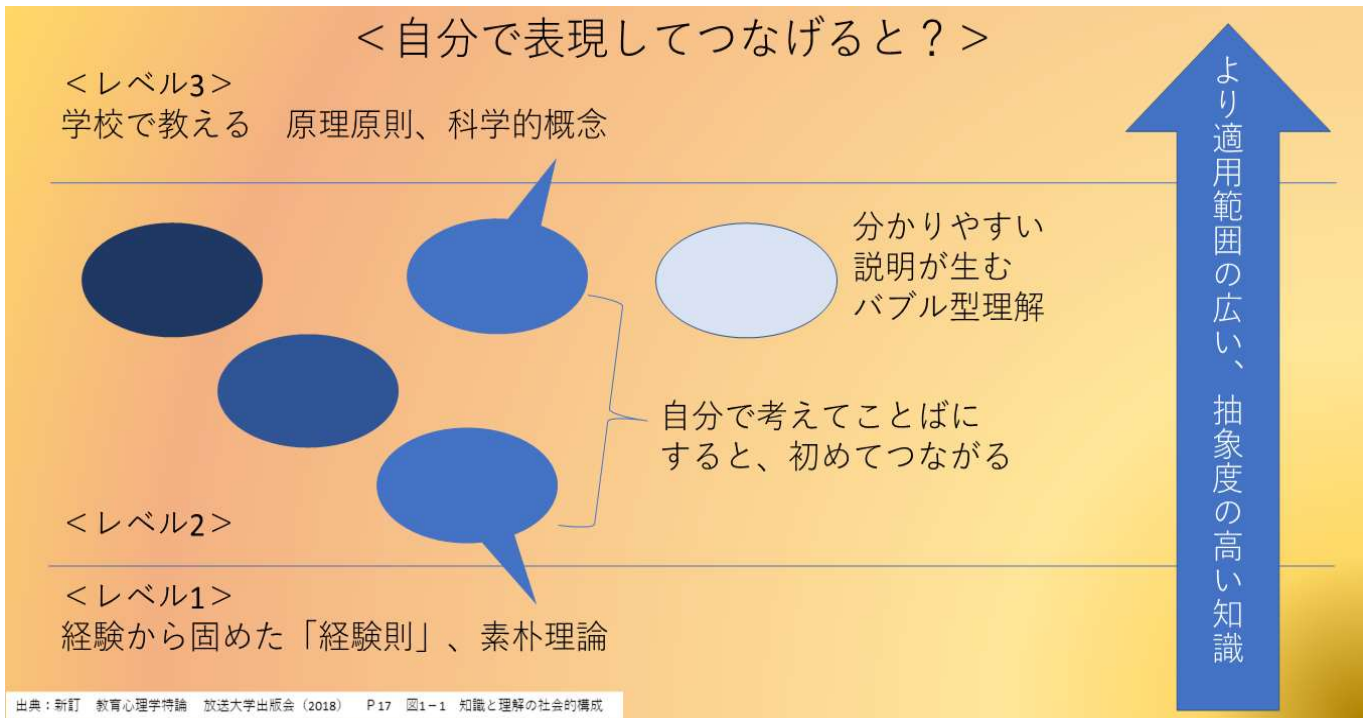 ＜自分で表現してつなげると？＞
＜レベル3＞
学校で教える　原理原則、科学的概念
分かりやすい
説明が生む
バブル型理解
自分で考えてことばに
すると、初めてつながる
＜レベル2＞
＜レベル1＞
経験から固めた「経験則」、素朴理論
より適用範囲の広い、抽象度の高い知識
出典：新訂　教育心理学特論　放送大学出版会（2018）　P17　図1－1　知識と理解の社会的構成